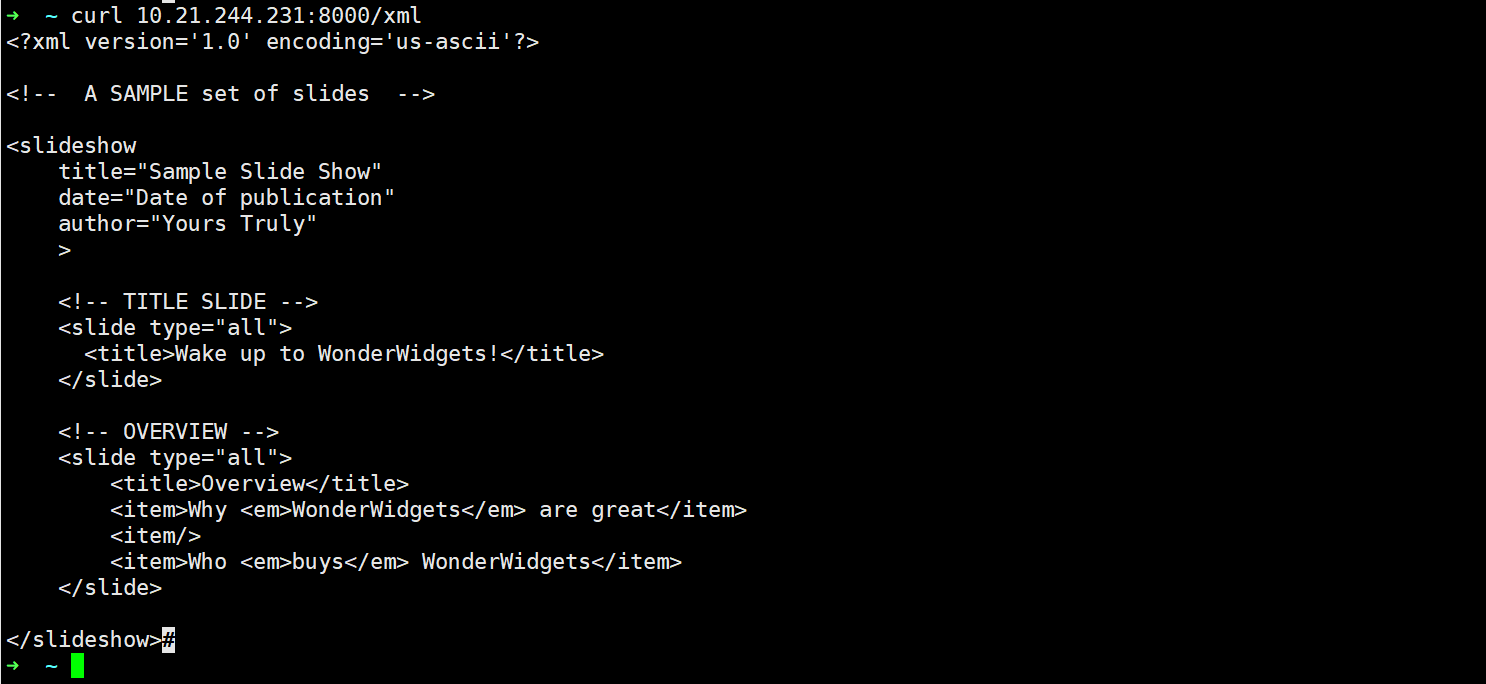 ➜  ~ curl 10.21.244.231:8000/xml
<?xml version='1.0' encoding='us-ascii'?>

<!--  A SAMPLE set of slides  -->

<slideshow
    title="Sample Slide Show"
    date="Date of publication"
    author="Yours Truly"
    >

    <!-- TITLE SLIDE -->
    <slide type="all">
      <title>Wake up to WonderWidgets!</title>
    </slide>

    <!-- OVERVIEW -->
    <slide type="all">
        <title>Overview</title>
        <item>Why <em>WonderWidgets</em> are great</item>
        <item/>
        <item>Who <em>buys</em> WonderWidgets</item>
    </slide>

</slideshow>#
➜  ~